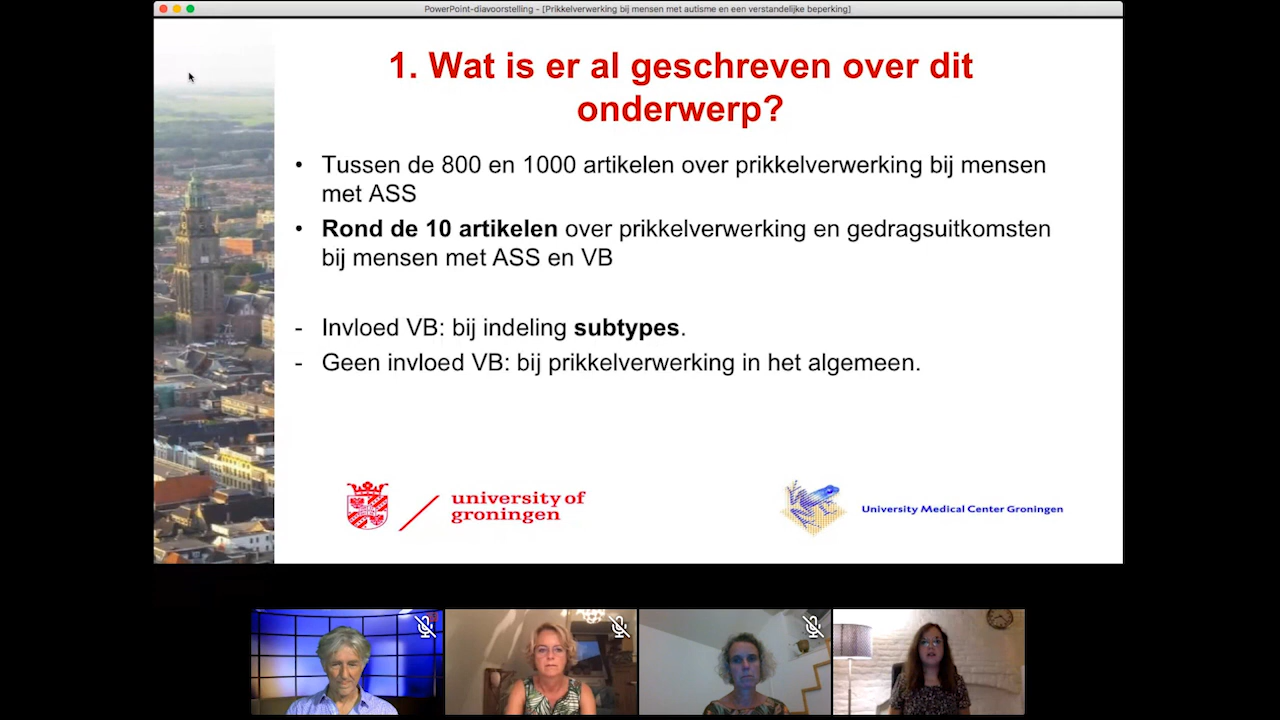 PowerPoint-diavoorstelling - [Prikkelverwerking bij mensen met autisme en een verstandelijke beperking]
1. Wat is er al geschreven over dit
onderwerp?
• Tussen de 800 en 1000 artikelen over prikkelverwerking bij mensen
met ASS
• Rond de 10 artikelen over prikkelverwerking en gedragsuitkomsten
bij mensen met ASS en VB
- Invloed VB: bij indeling subtypes.
- Geen invloed VB: bij prikkelverwerking in het algemeen.
university of
groningen
University Medical Center Groningen